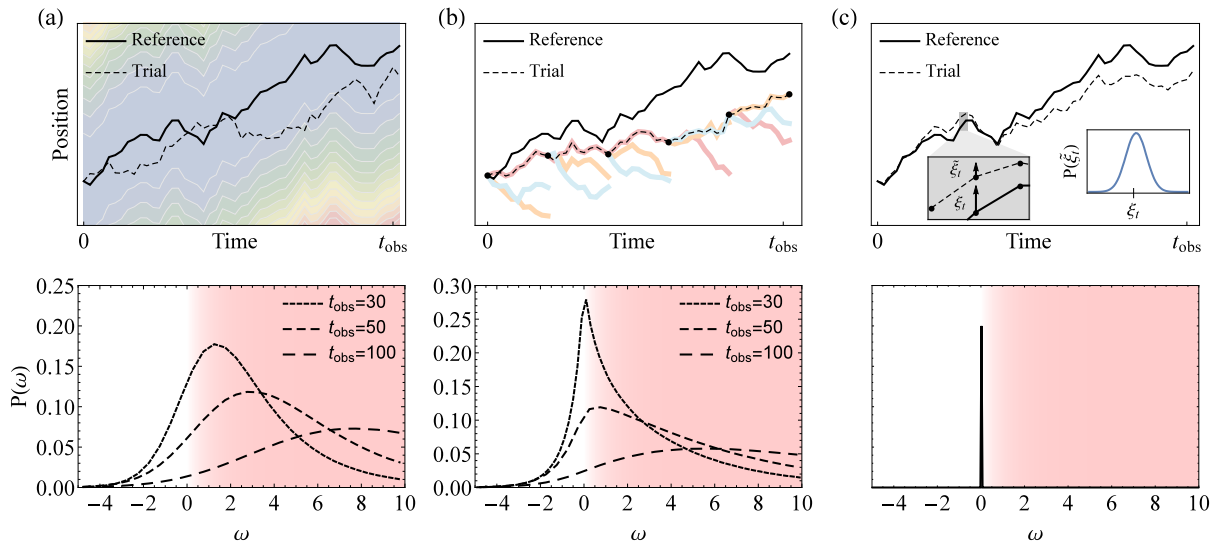 (a)
Reference
Trial
Position
0
Time
t_obs
(b)
Reference
Trial
0
Time
t_obs
(c)
Reference
Trial
ξ̃_t
ξ_t
P(ξ̃_t)
ξ_t
0
Time
t_obs
0.25
0.20
0.15
0.10
0.05
0.00
P(ω)
t_obs=30
t_obs=50
t_obs=100
−4 −2 0 2 4 6 8 10
ω
0.30
0.25
0.20
0.15
0.10
0.05
0.00
t_obs=30
t_obs=50
t_obs=100
−4 −2 0 2 4 6 8 10
ω
−4 −2 0 2 4 6 8 10
ω